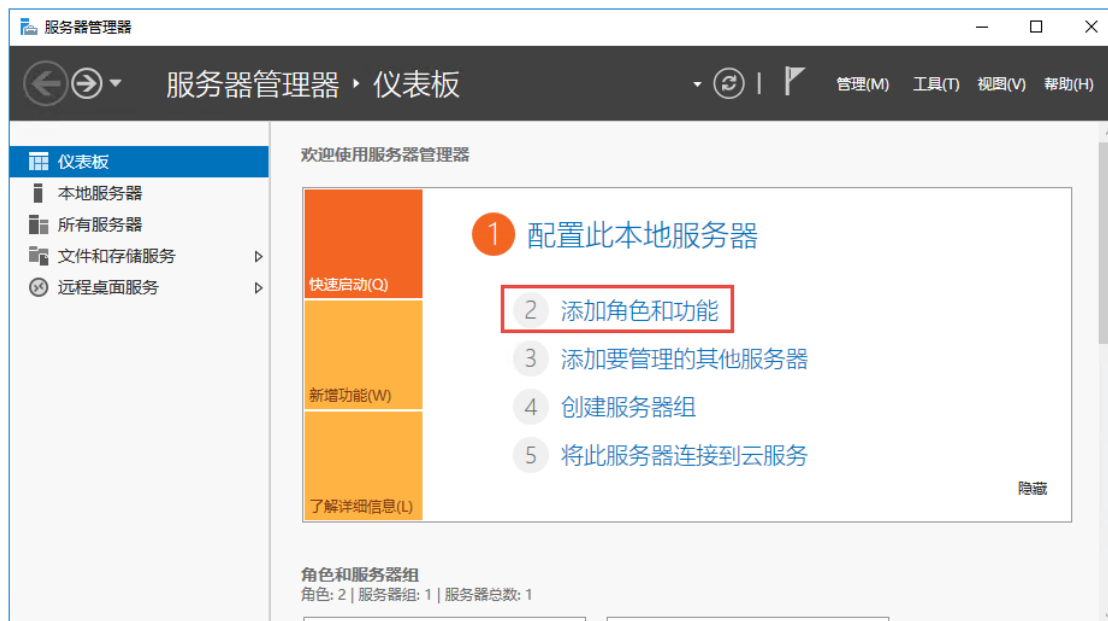 服务器管理器
服务器管理器 · 仪表板
管理(M) 工具(T) 视图(V) 帮助(H)
仪表板
本地服务器
所有服务器
文件和存储服务
远程桌面服务
欢迎使用服务器管理器
快速启动(Q)
新增功能(W)
了解详细信息(L)
1 配置此本地服务器
2 添加角色和功能
3 添加要管理的其他服务器
4 创建服务器组
5 将此服务器连接到云服务
隐藏
角色和服务器组
角色: 2 | 服务器组: 1 | 服务器总数: 1